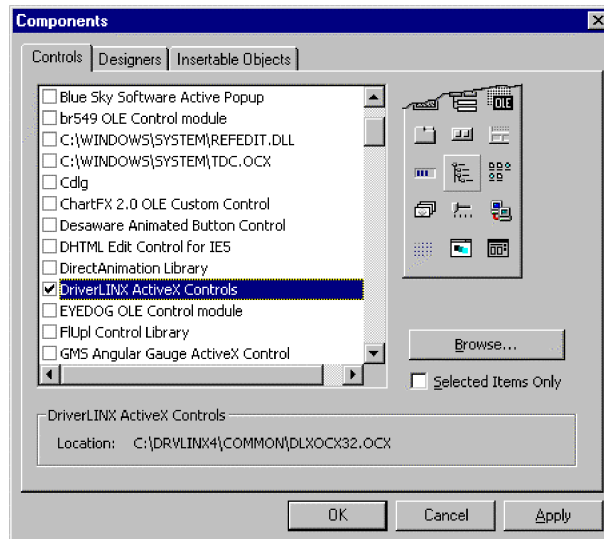 Components
Controls
Designers
Insertable Objects
Blue Sky Software Active Popup
br549 OLE Control module
C:\WINDOWS\SYSTEM\REFEDIT.DLL
C:\WINDOWS\SYSTEM\TDC.OCX
Cdlg
ChartFX 2.0 OLE Custom Control
Desaware Animated Button Control
DHTML Edit Control for IE5
DirectAnimation Library
DriverLINX ActiveX Controls
EYEDOG OLE Control module
FlUpl Control Library
GMS Angular Gauge ActiveX Control
OLE
Browse...
Selected Items Only
DriverLINX ActiveX Controls
Location: C:\DRVLINX4\COMMON\DLXOCX32.OCX
OK
Cancel
Apply